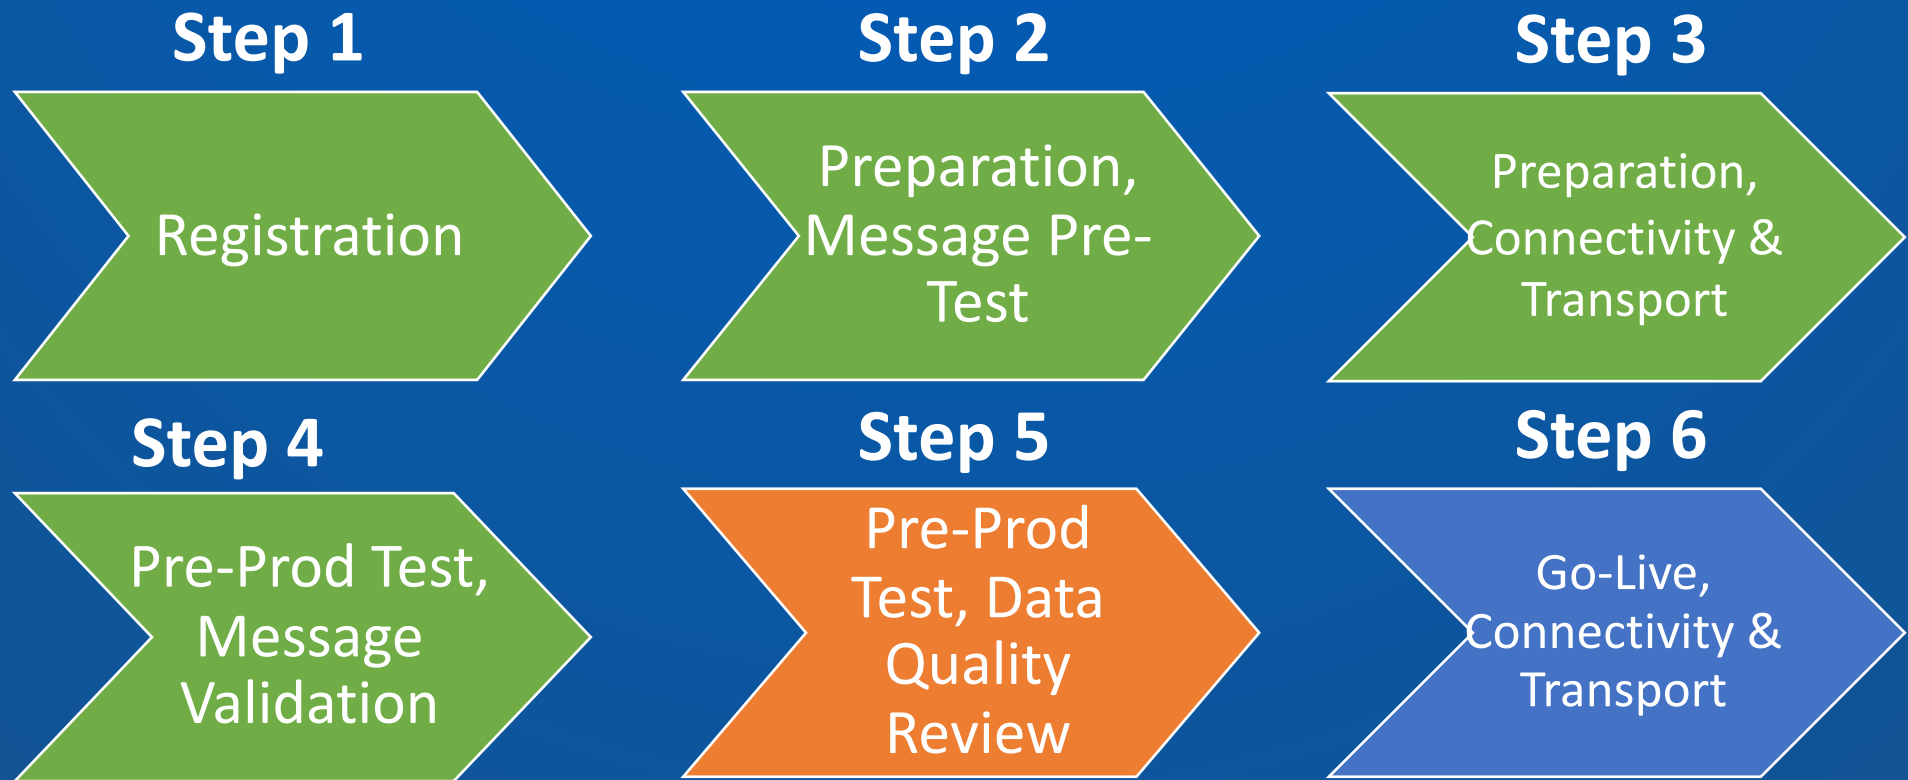 Step 1
Registration
Step 2
Preparation,
Message Pre-
Test
Step 3
Preparation,
Connectivity &
Transport
Step 4
Pre-Prod Test,
Message
Validation
Step 5
Pre-Prod
Test, Data
Quality
Review
Step 6
Go-Live,
Connectivity &
Transport